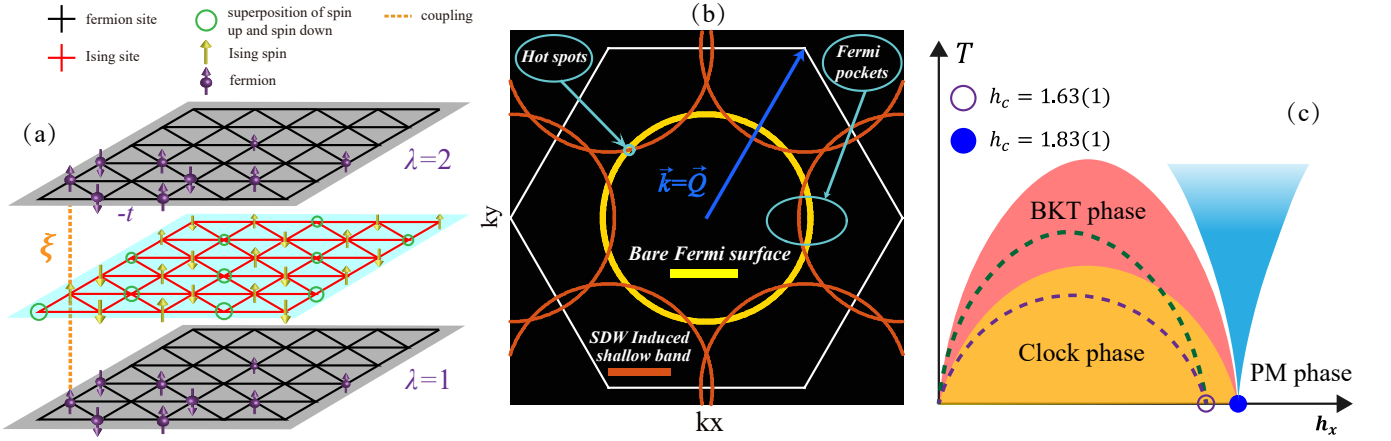 fermion site
superposition of spin
up and spin down
coupling
Ising site
Ising spin
fermion
(a)
λ=2
-t
ξ
λ=1
(b)
Hot spots
Fermi
pockets
k⃗=Q⃗
Bare Fermi surface
SDW Induced
shallow band
ky
kx
T
(c)
h_c = 1.63(1)
h_c = 1.83(1)
BKT phase
Clock phase
PM phase
h_x